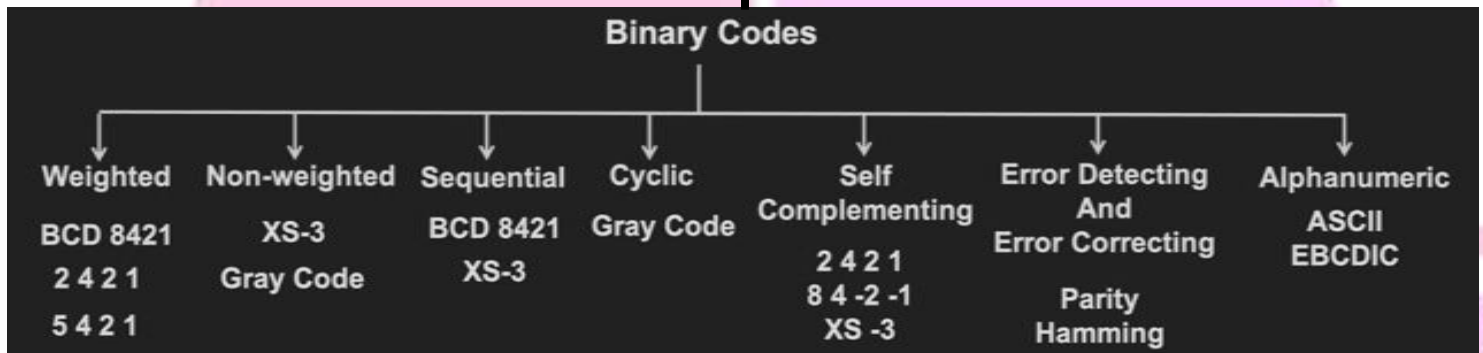 Binary Codes
Weighted
BCD 8421
2 4 2 1
5 4 2 1
Non-weighted
XS-3
Gray Code
Sequential
BCD 8421
XS-3
Cyclic
Gray Code
Self
Complementing
2 4 2 1
8 4 -2 -1
XS -3
Error Detecting
And
Error Correcting
Parity
Hamming
Alphanumeric
ASCII
EBCDIC